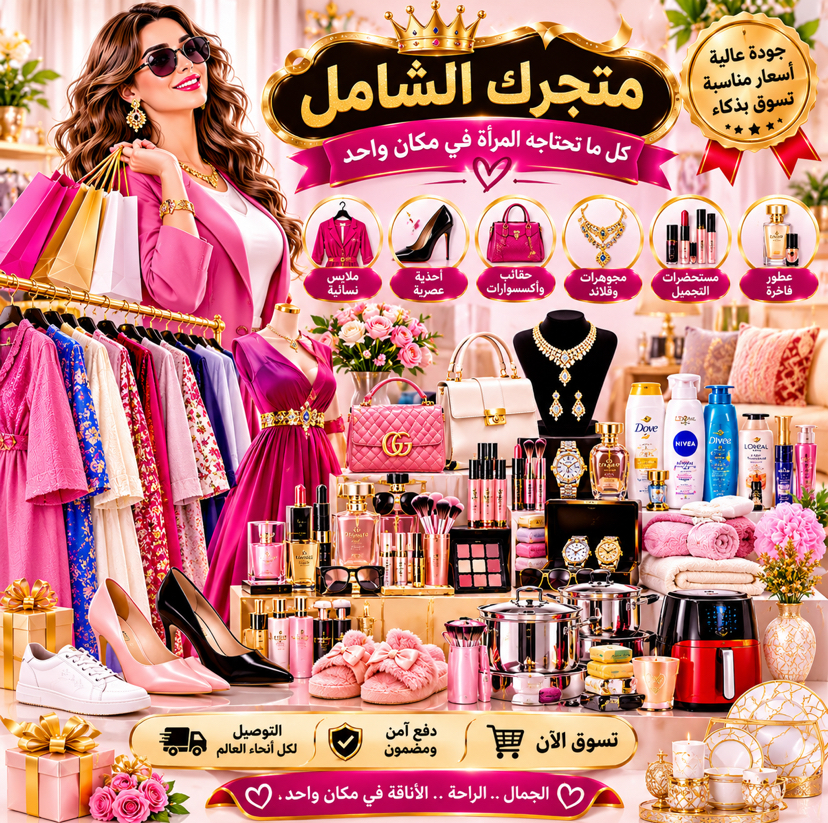 متجرك الشامل
كل ما تحتاجه المرأة في مكان واحد
جودة عالية
أسعار مناسبة
تسوق بذكاء
ملابس
نسائية
أحذية
عصرية
حقائب
وأكسسوارات
مجوهرات
وقلائد
مستحضرات
التجميل
عطور
فاخرة
GG
Dove
NIVEA
L'OREAL
تسوق الآن
دفع آمن
ومضمون
التوصيل
لكل أنحاء العالم
الجمال .. الراحة .. الأناقة في مكان واحد .